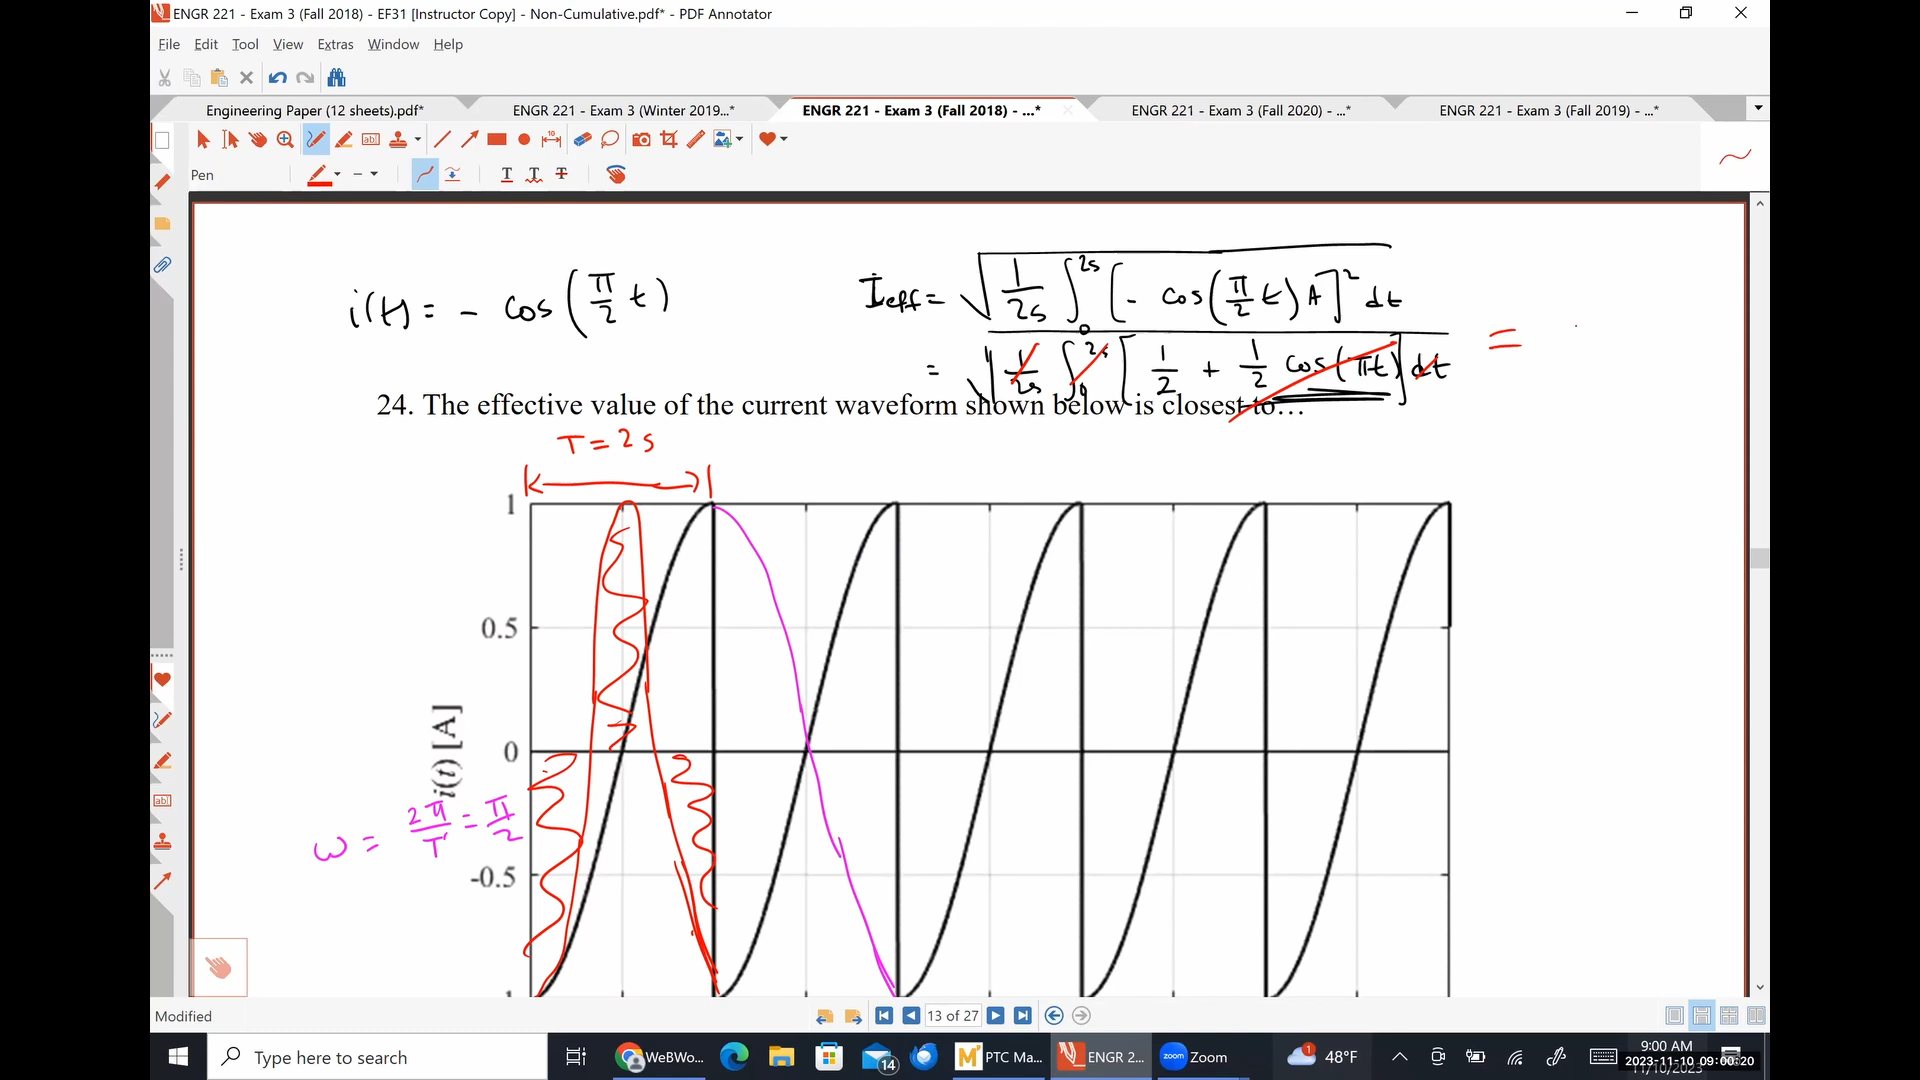 ENGR 221 - Exam 3 (Fall 2018) - EF31 [Instructor Copy] - Non-Cumulative.pdf* - PDF Annotator
File Edit Tool View Extras Window Help
Engineering Paper (12 sheets).pdf* ENGR 221 - Exam 3 (Winter 2019...* ENGR 221 - Exam 3 (Fall 2018) - ...* ENGR 221 - Exam 3 (Fall 2020) - ...* ENGR 221 - Exam 3 (Fall 2019) - ...*
Pen
i(t) = - cos(π/2 t)
Ieff = √(1/2s ∫₀^2s [- cos(π/2 t) A]² dt
= √(1/2s ∫₀^2s [1/2 + 1/2 cos(πt)] dt =
24. The effective value of the current waveform shown below is closest to…
T = 2s
1
0.5
i(t) [A]
0
ω = 2π/T = π/2
-0.5
Modified
13 of 27
Type here to search
WeBWo...
14
PTC Ma...
ENGR 2...
zoom Zoom
1
48°F
9:00 AM
2023-11-10 09:00:20
11/10/2023